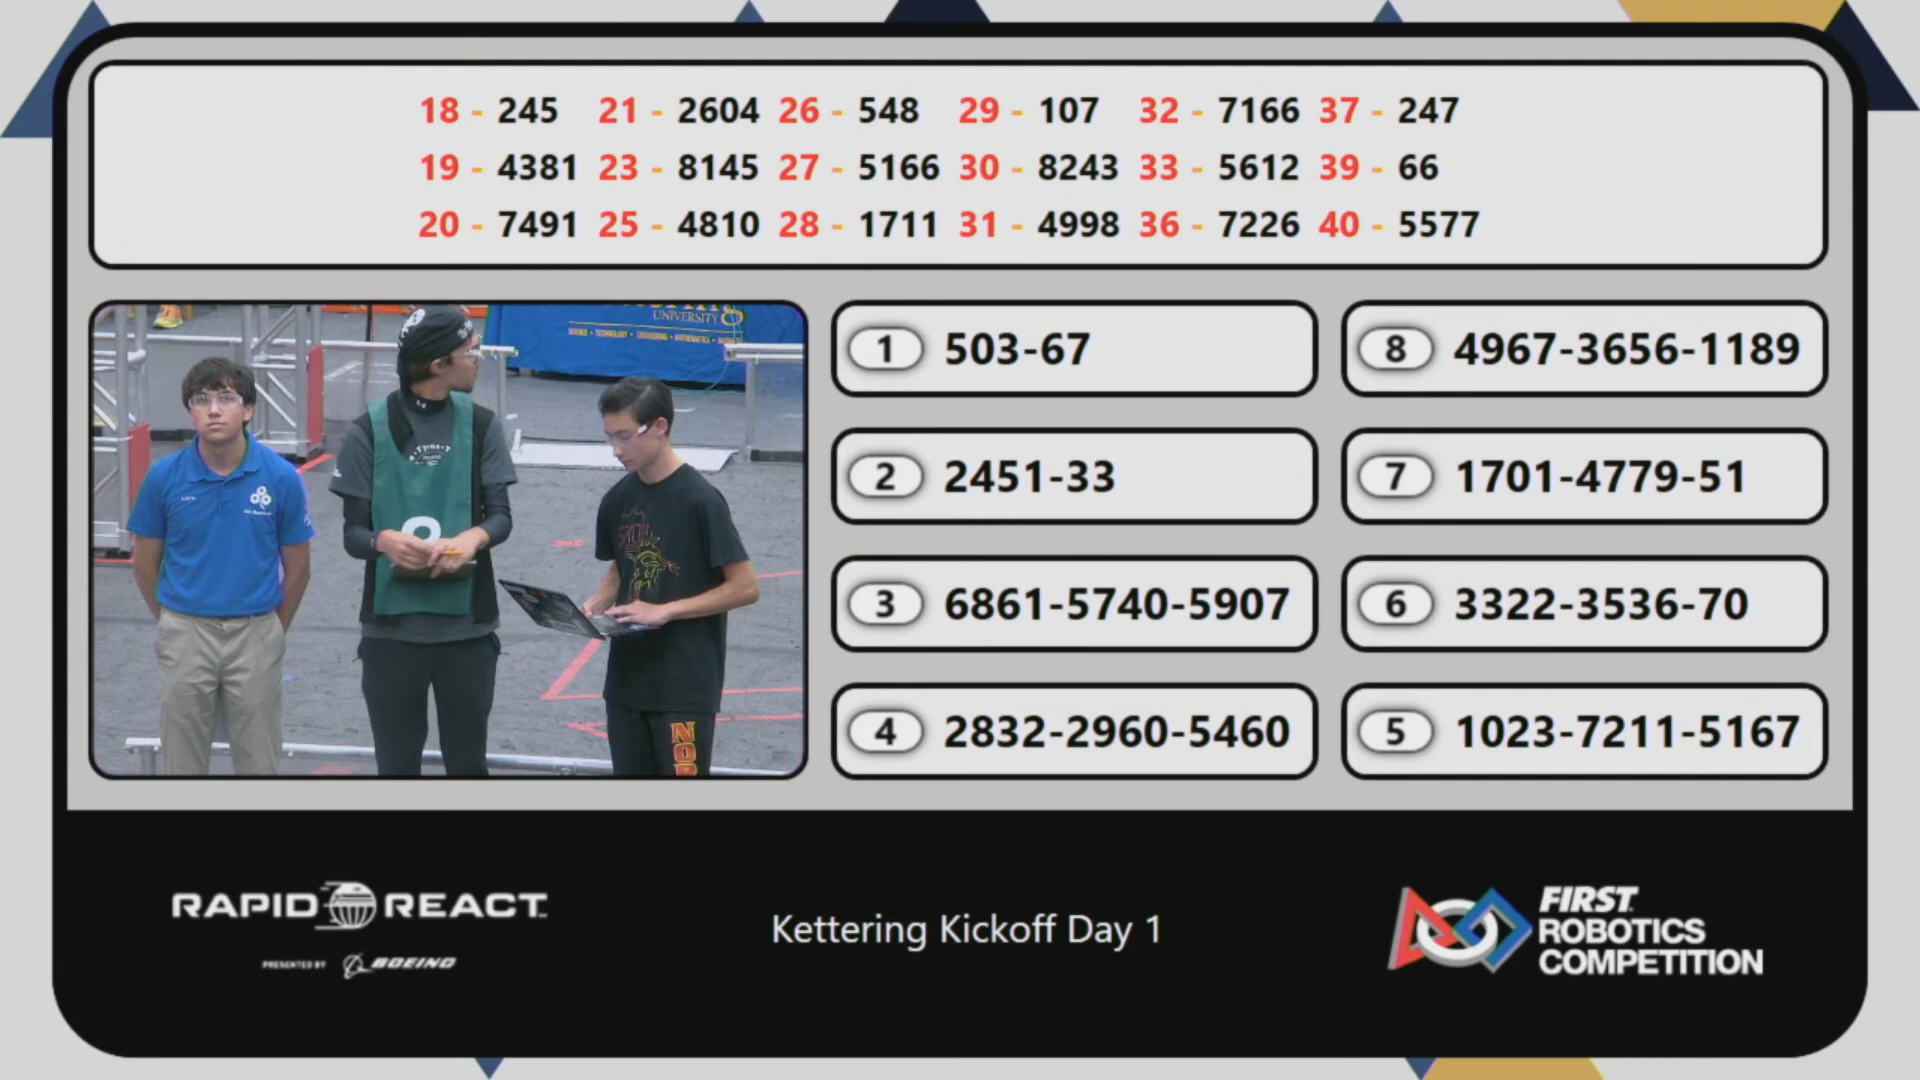 18 - 245 21 - 2604 26 - 548 29 - 107 32 - 7166 37 - 247
19 - 4381 23 - 8145 27 - 5166 30 - 8243 33 - 5612 39 - 66
20 - 7491 25 - 4810 28 - 1711 31 - 4998 36 - 7226 40 - 5577
UNIVERSITY
1 503-67
8 4967-3656-1189
2 2451-33
7 1701-4779-51
3 6861-5740-5907
6 3322-3536-70
4 2832-2960-5460
5 1023-7211-5167
RAPID REACT
PRESENTED BY BOEING
Kettering Kickoff Day 1
FIRST
ROBOTICS
COMPETITION